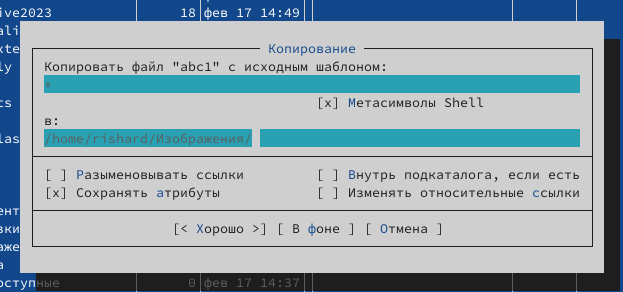 ive2023 18 фев 17 14:49
Копирование
Копировать файл "abc1" с исходным шаблоном:
*
[x] Метасимволы Shell
в:
/home/rishard/Изображения/
[ ] Разыменовывать ссылки [ ] Внутрь подкаталога, если есть
[x] Сохранять атрибуты [ ] Изменять относительные ссылки
[< Хорошо >] [ В фоне ] [ Отмена ]
оступные 0 фев 17 14:37